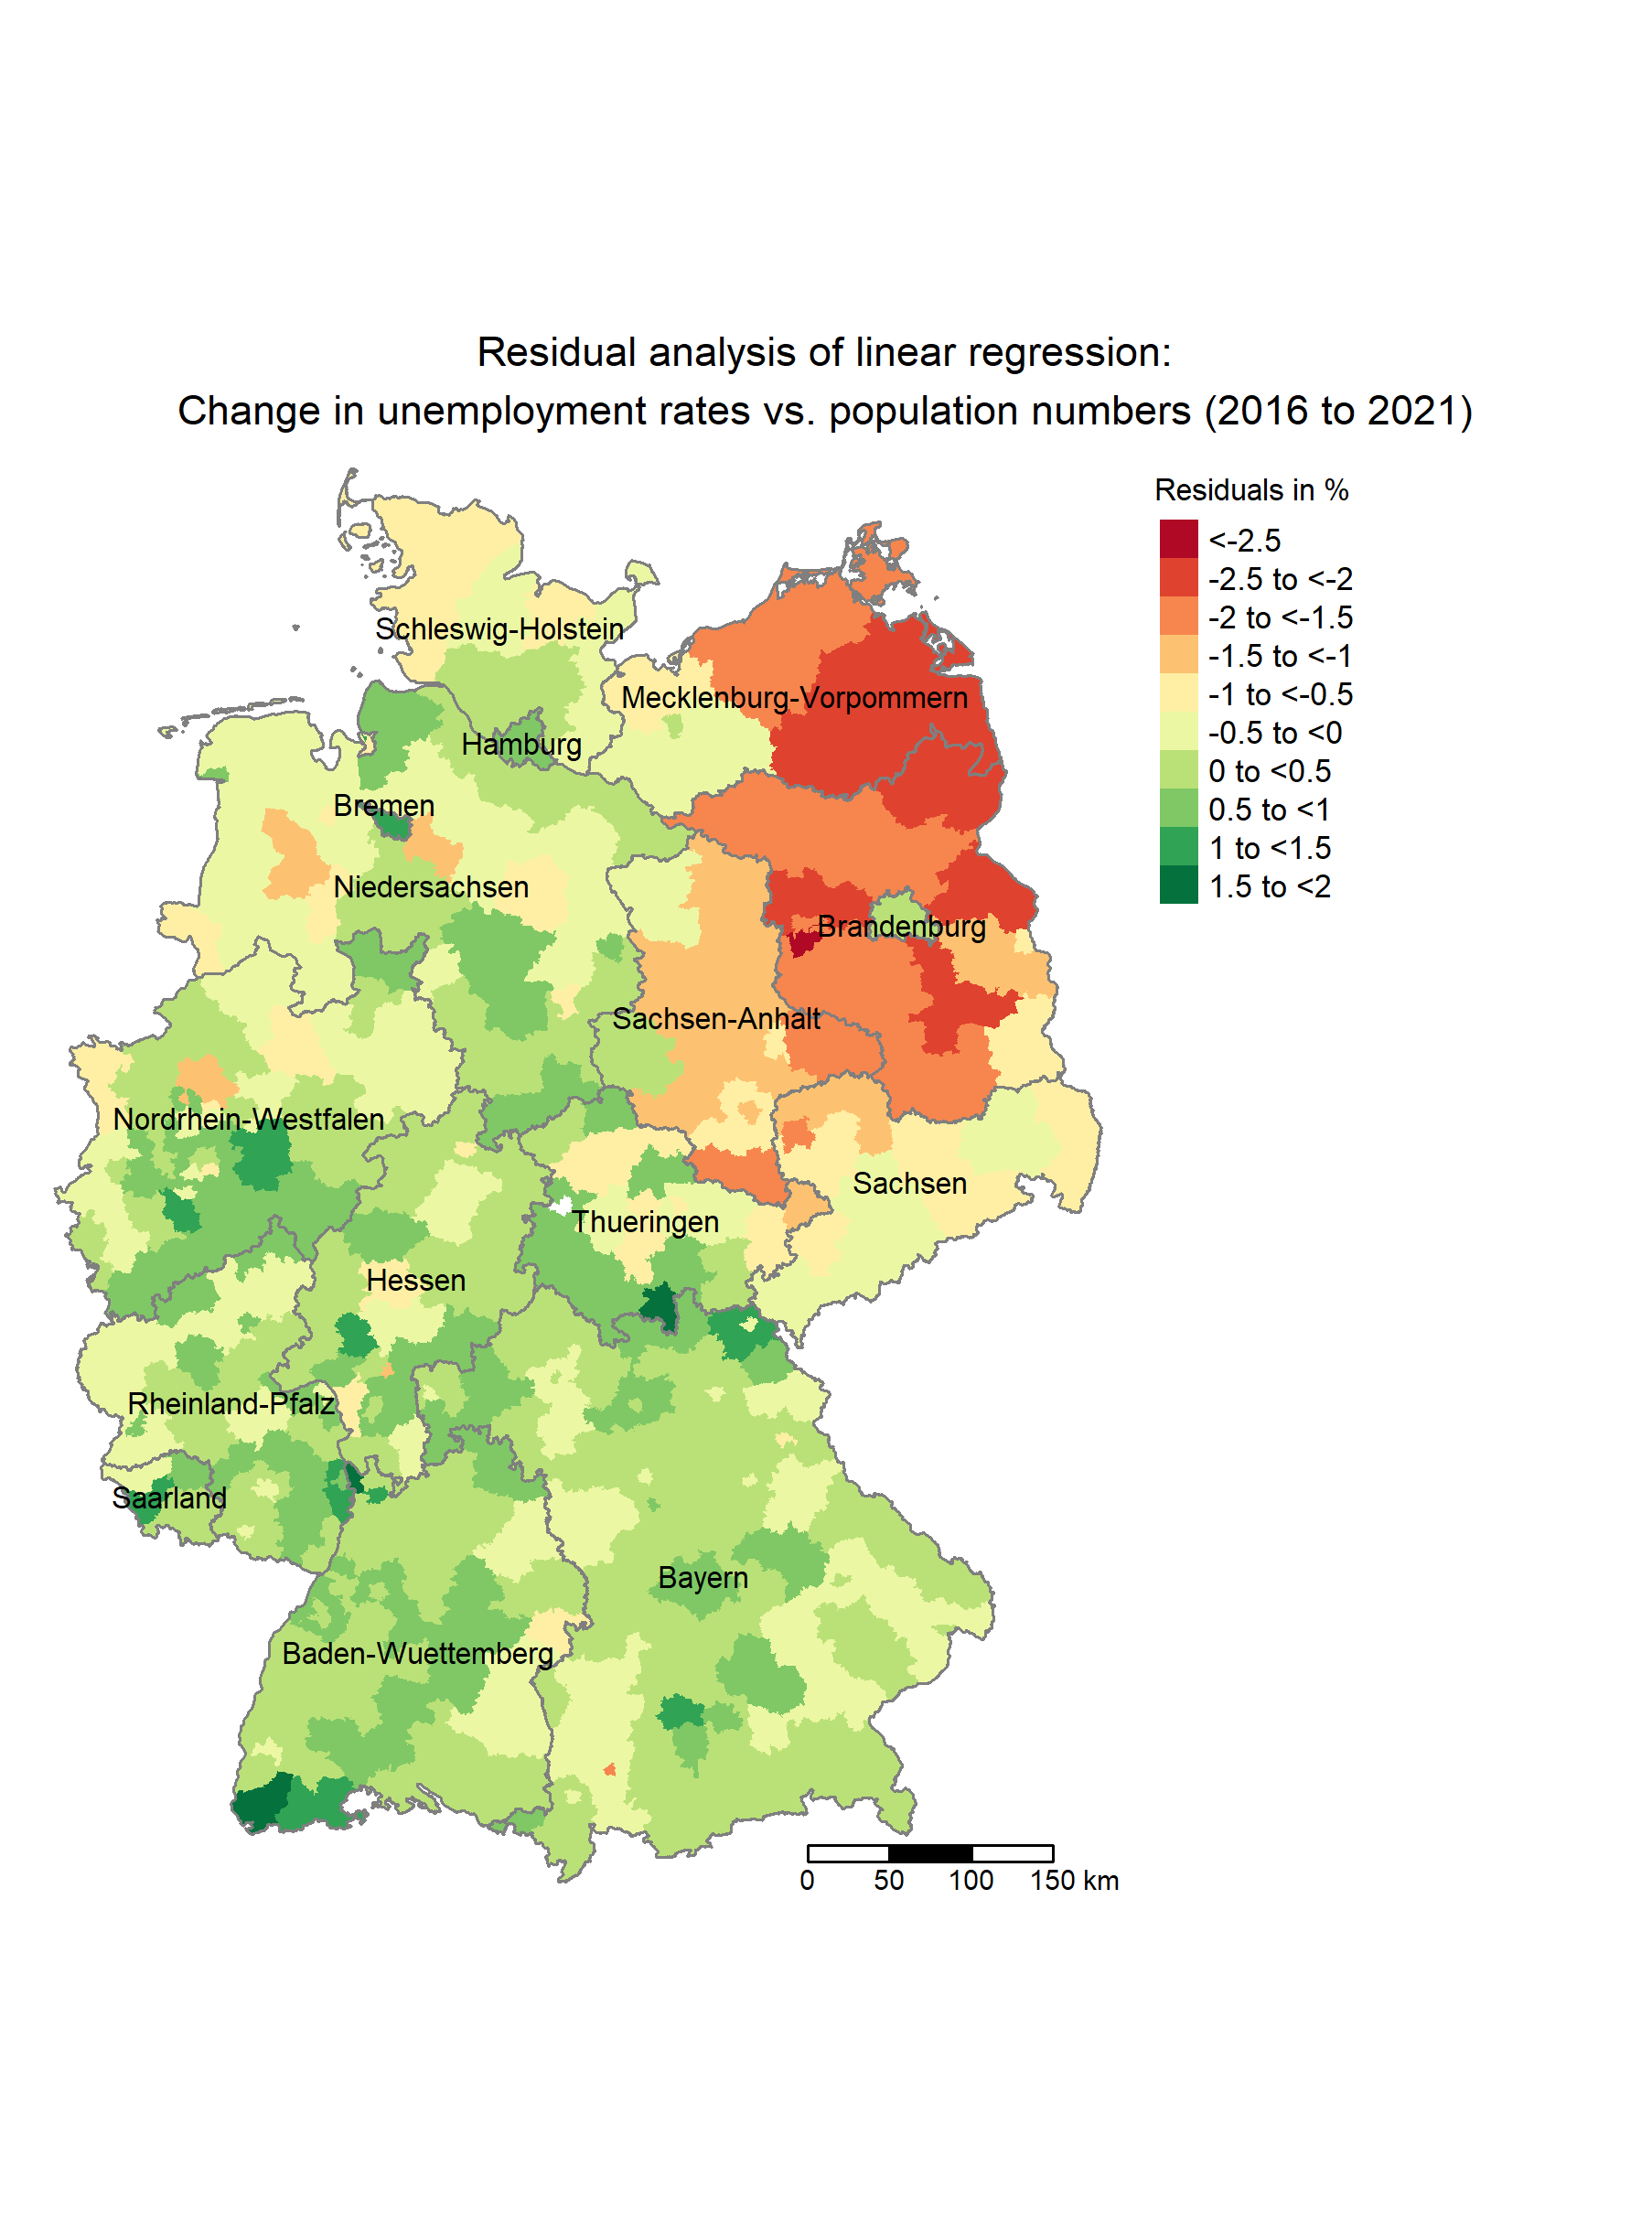 Residual analysis of linear regression:
Change in unemployment rates vs. population numbers (2016 to 2021)
Residuals in %
<-2.5
-2.5 to <-2
-2 to <-1.5
-1.5 to <-1
-1 to <-0.5
-0.5 to <0
0 to <0.5
0.5 to <1
1 to <1.5
1.5 to <2
Schleswig-Holstein
Mecklenburg-Vorpommern
Hamburg
Bremen
Niedersachsen
Brandenburg
Sachsen-Anhalt
Nordrhein-Westfalen
Sachsen
Thueringen
Hessen
Rheinland-Pfalz
Saarland
Bayern
Baden-Wuettemberg
0 50 100 150 km